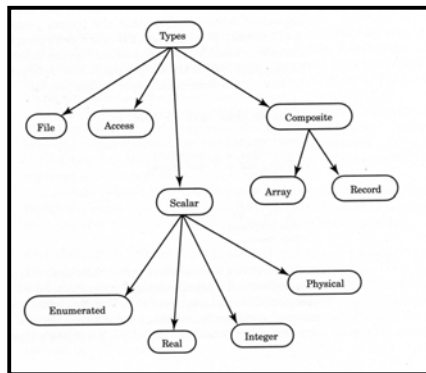 Types
File
Access
Composite
Array
Record
Scalar
Enumerated
Physical
Real
Integer